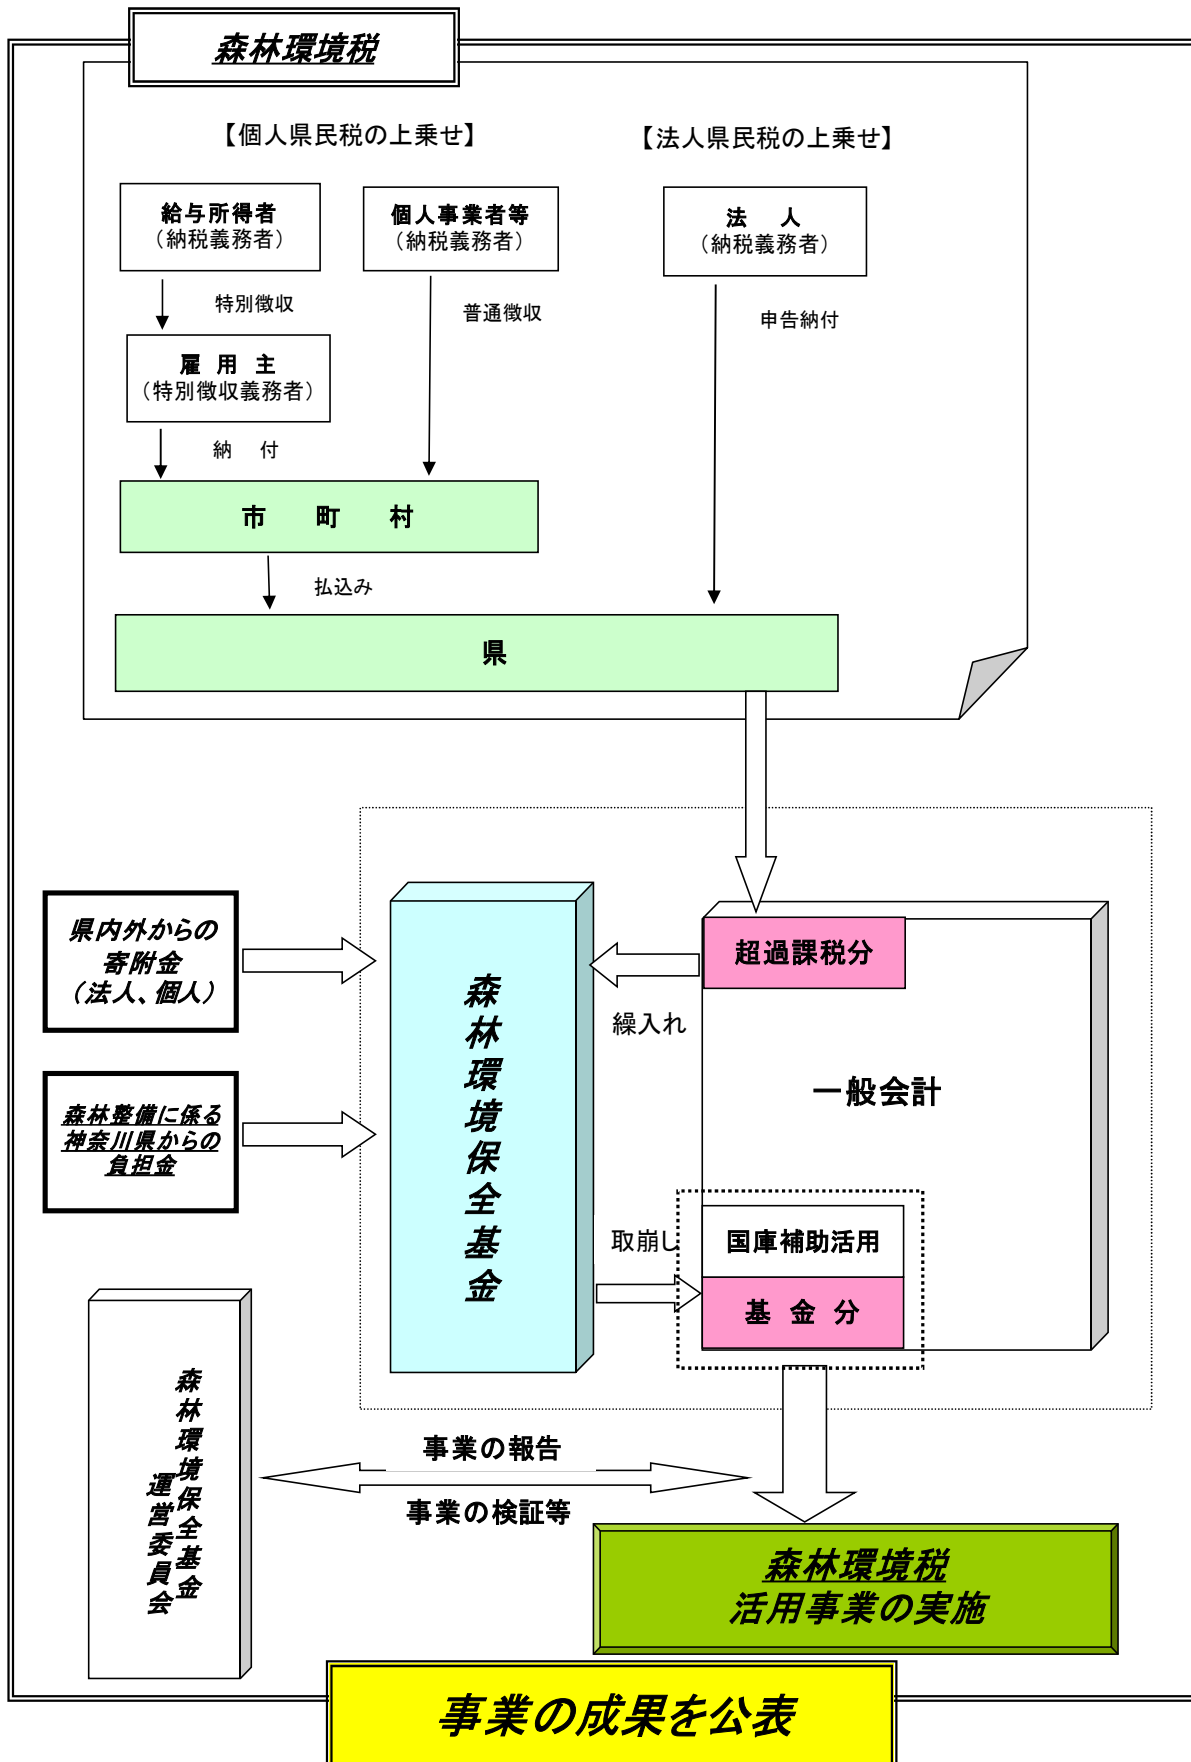 森林環境税
【個人県民税の上乗せ】
【法人県民税の上乗せ】
給与所得者
（納税義務者）
個人事業者等
（納税義務者）
法　人
（納税義務者）
特別徴収
普通徴収
申告納付
雇 用 主
（特別徴収義務者）
納　付
市　町　村
払込み
県
県内外からの
寄附金
（法人、個人）
森林整備に係る
神奈川県からの
負担金
森林環境保全基金
超過課税分
繰入れ
一般会計
取崩し
国庫補助活用
基 金 分
森林環境保全基金
運営委員会
事業の報告
事業の検証等
森林環境税
活用事業の実施
事業の成果を公表